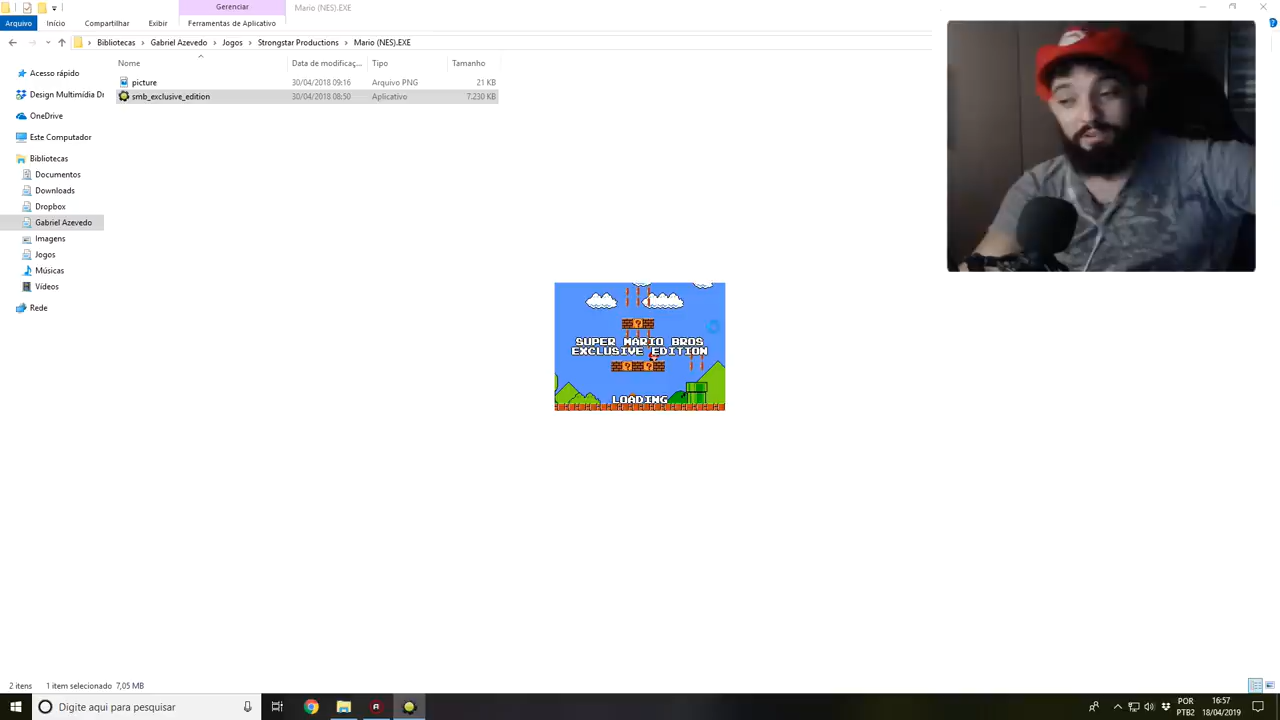 Gerenciar
Mario (NES).EXE
Arquivo
Início
Compartilhar
Exibir
Ferramentas de Aplicativo
Bibliotecas
Gabriel Azevedo
Jogos
Strongstar Productions
Mario (NES).EXE
Nome
Data de modificaç...
Tipo
Tamanho
picture
30/04/2018 09:16
Arquivo PNG
21 KB
smb_exclusive_edition
30/04/2018 08:50
Aplicativo
7.230 KB
Acesso rápido
Design Multimídia Di
OneDrive
Este Computador
Bibliotecas
Documentos
Downloads
Dropbox
Gabriel Azevedo
Imagens
Jogos
Músicas
Vídeos
Rede
SUPER MARIO BROS
EXCLUSIVE EDITION
LOADING
2 itens
1 item selecionado 7,05 MB
Digite aqui para pesquisar
POR
PTB2
16:57
18/04/2019